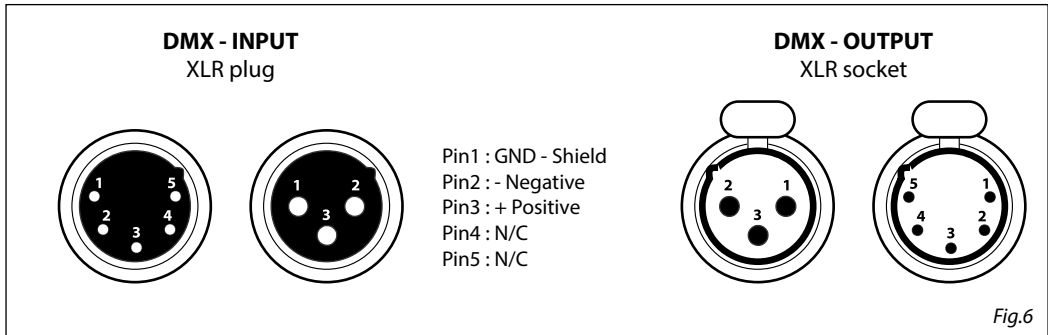 DMX - INPUT
XLR plug
1
5
2
4
3
1
2
3
Pin1 : GND - Shield
Pin2 : - Negative
Pin3 : + Positive
Pin4 : N/C
Pin5 : N/C
DMX - OUTPUT
XLR socket
2
1
3
5
1
4
2
3
Fig.6